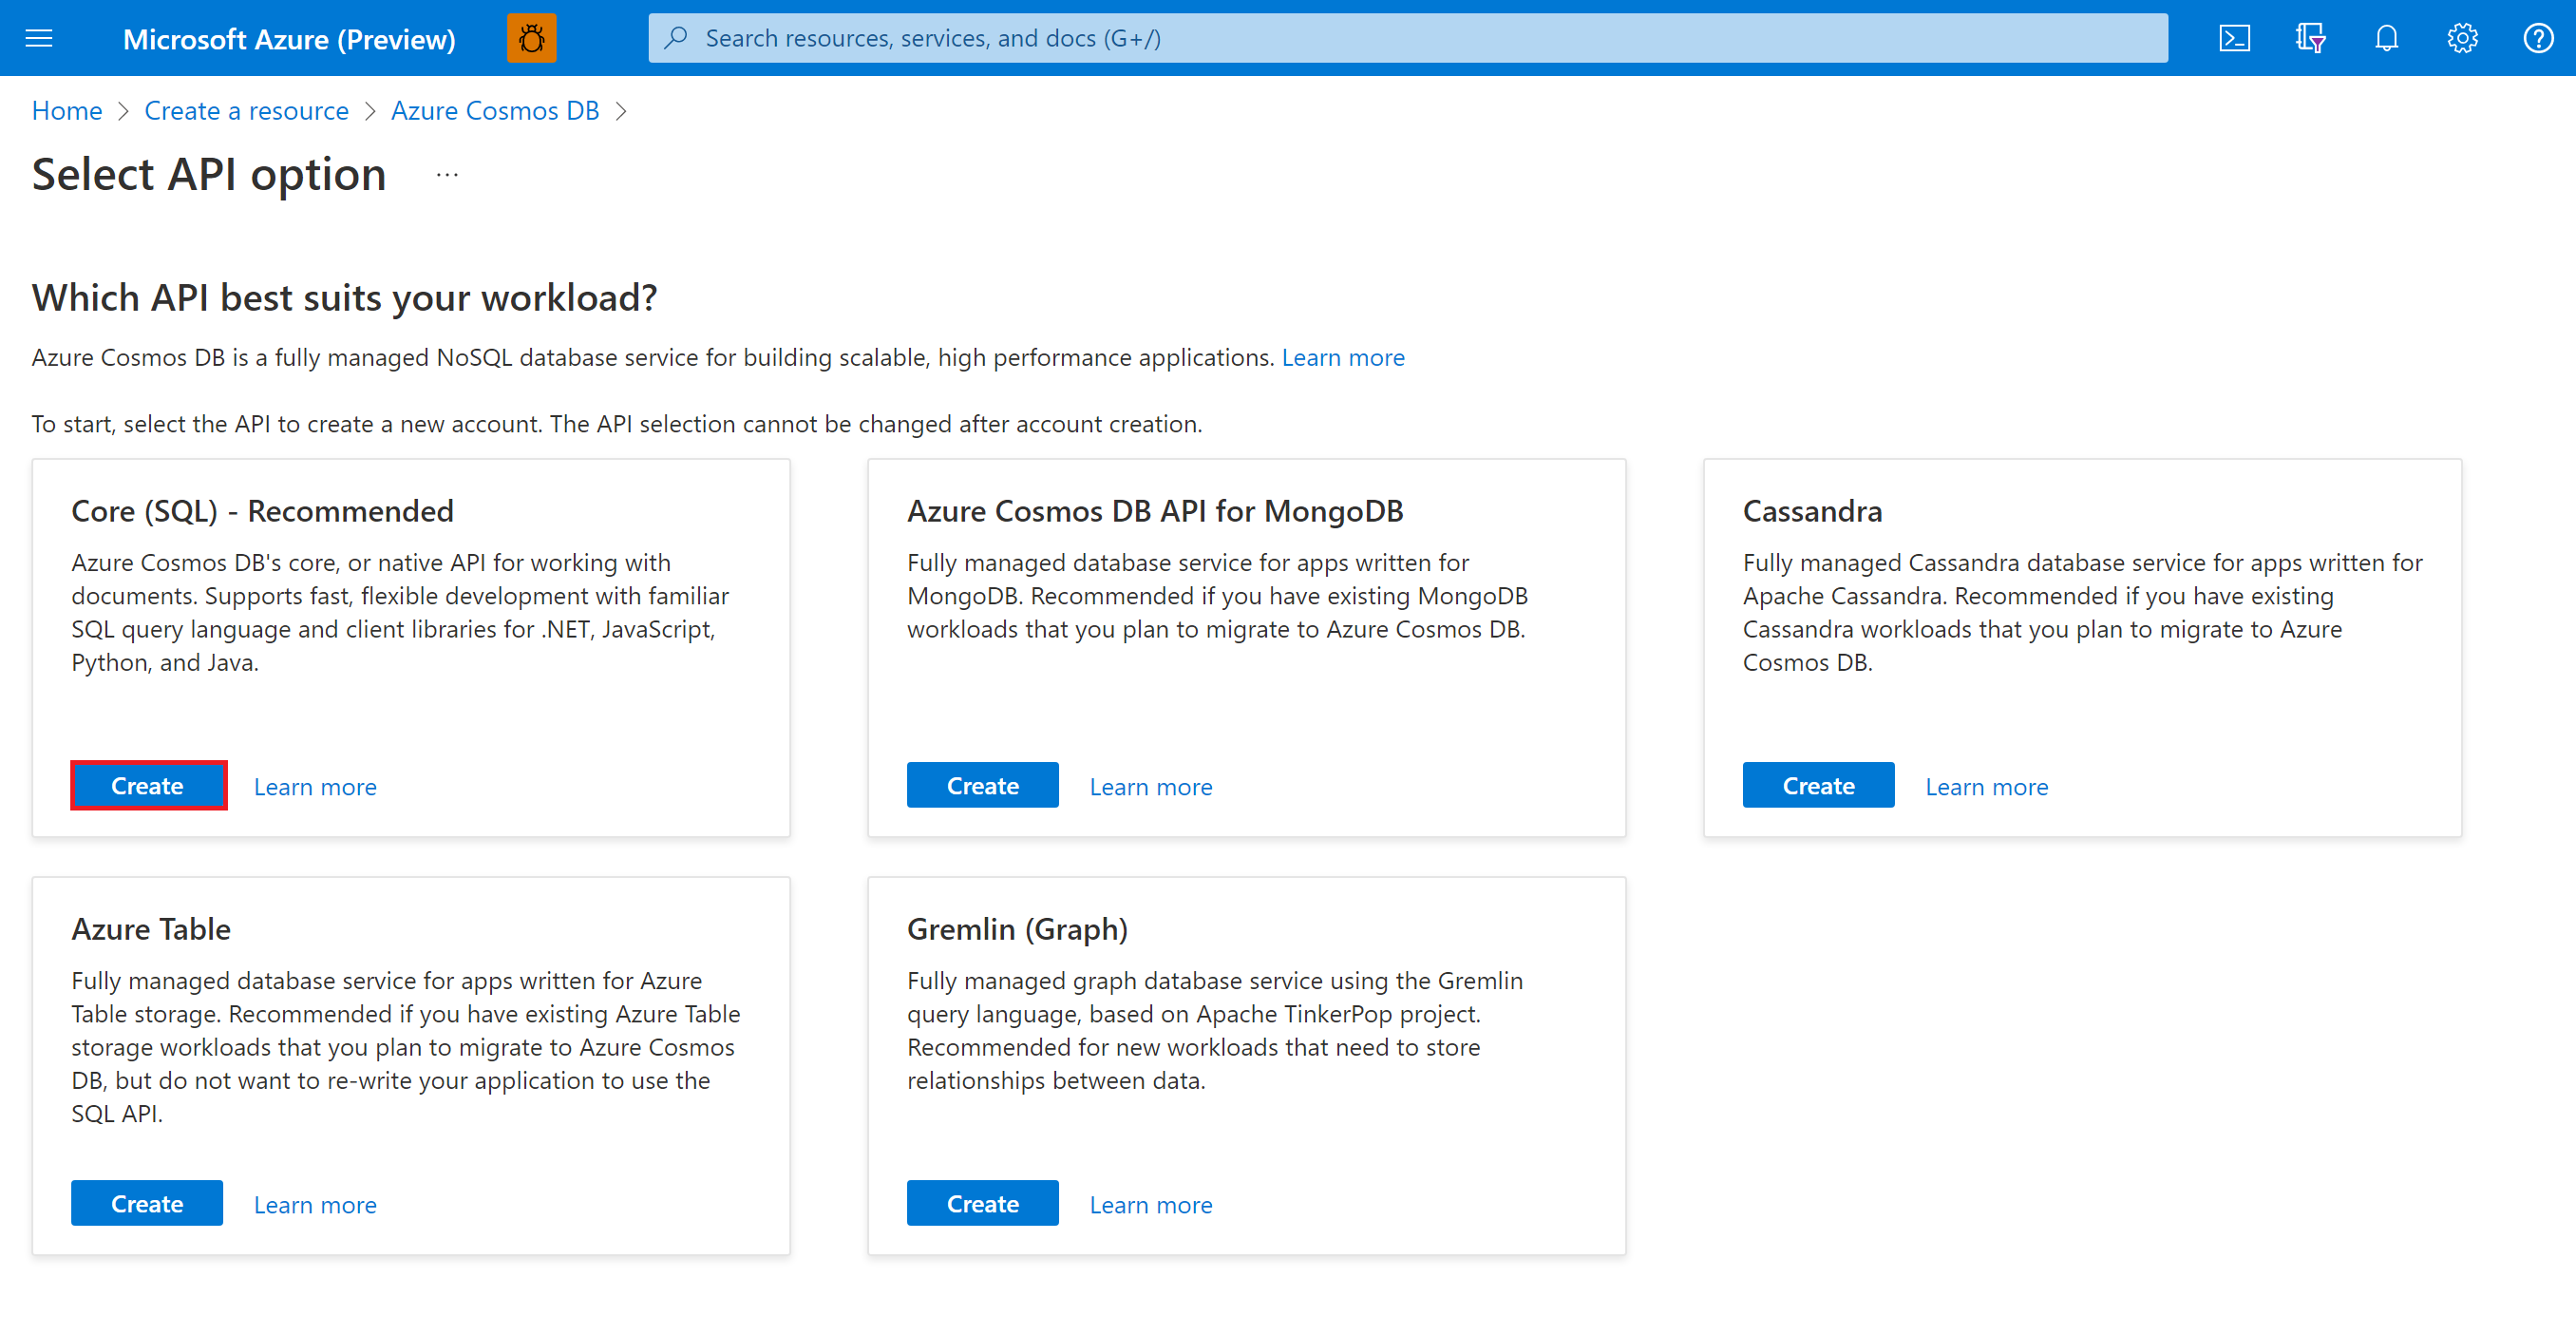 Microsoft Azure (Preview)
Search resources, services, and docs (G+/)
Home > Create a resource > Azure Cosmos DB >
Select API option ...
Which API best suits your workload?
Azure Cosmos DB is a fully managed NoSQL database service for building scalable, high performance applications. Learn more
To start, select the API to create a new account. The API selection cannot be changed after account creation.
Core (SQL) - Recommended
Azure Cosmos DB's core, or native API for working with
documents. Supports fast, flexible development with familiar
SQL query language and client libraries for .NET, JavaScript,
Python, and Java.
Create
Learn more
Azure Cosmos DB API for MongoDB
Fully managed database service for apps written for
MongoDB. Recommended if you have existing MongoDB
workloads that you plan to migrate to Azure Cosmos DB.
Create
Learn more
Cassandra
Fully managed Cassandra database service for apps written for
Apache Cassandra. Recommended if you have existing
Cassandra workloads that you plan to migrate to Azure
Cosmos DB.
Create
Learn more
Azure Table
Fully managed database service for apps written for Azure
Table storage. Recommended if you have existing Azure Table
storage workloads that you plan to migrate to Azure Cosmos
DB, but do not want to re-write your application to use the
SQL API.
Create
Learn more
Gremlin (Graph)
Fully managed graph database service using the Gremlin
query language, based on Apache TinkerPop project.
Recommended for new workloads that need to store
relationships between data.
Create
Learn more